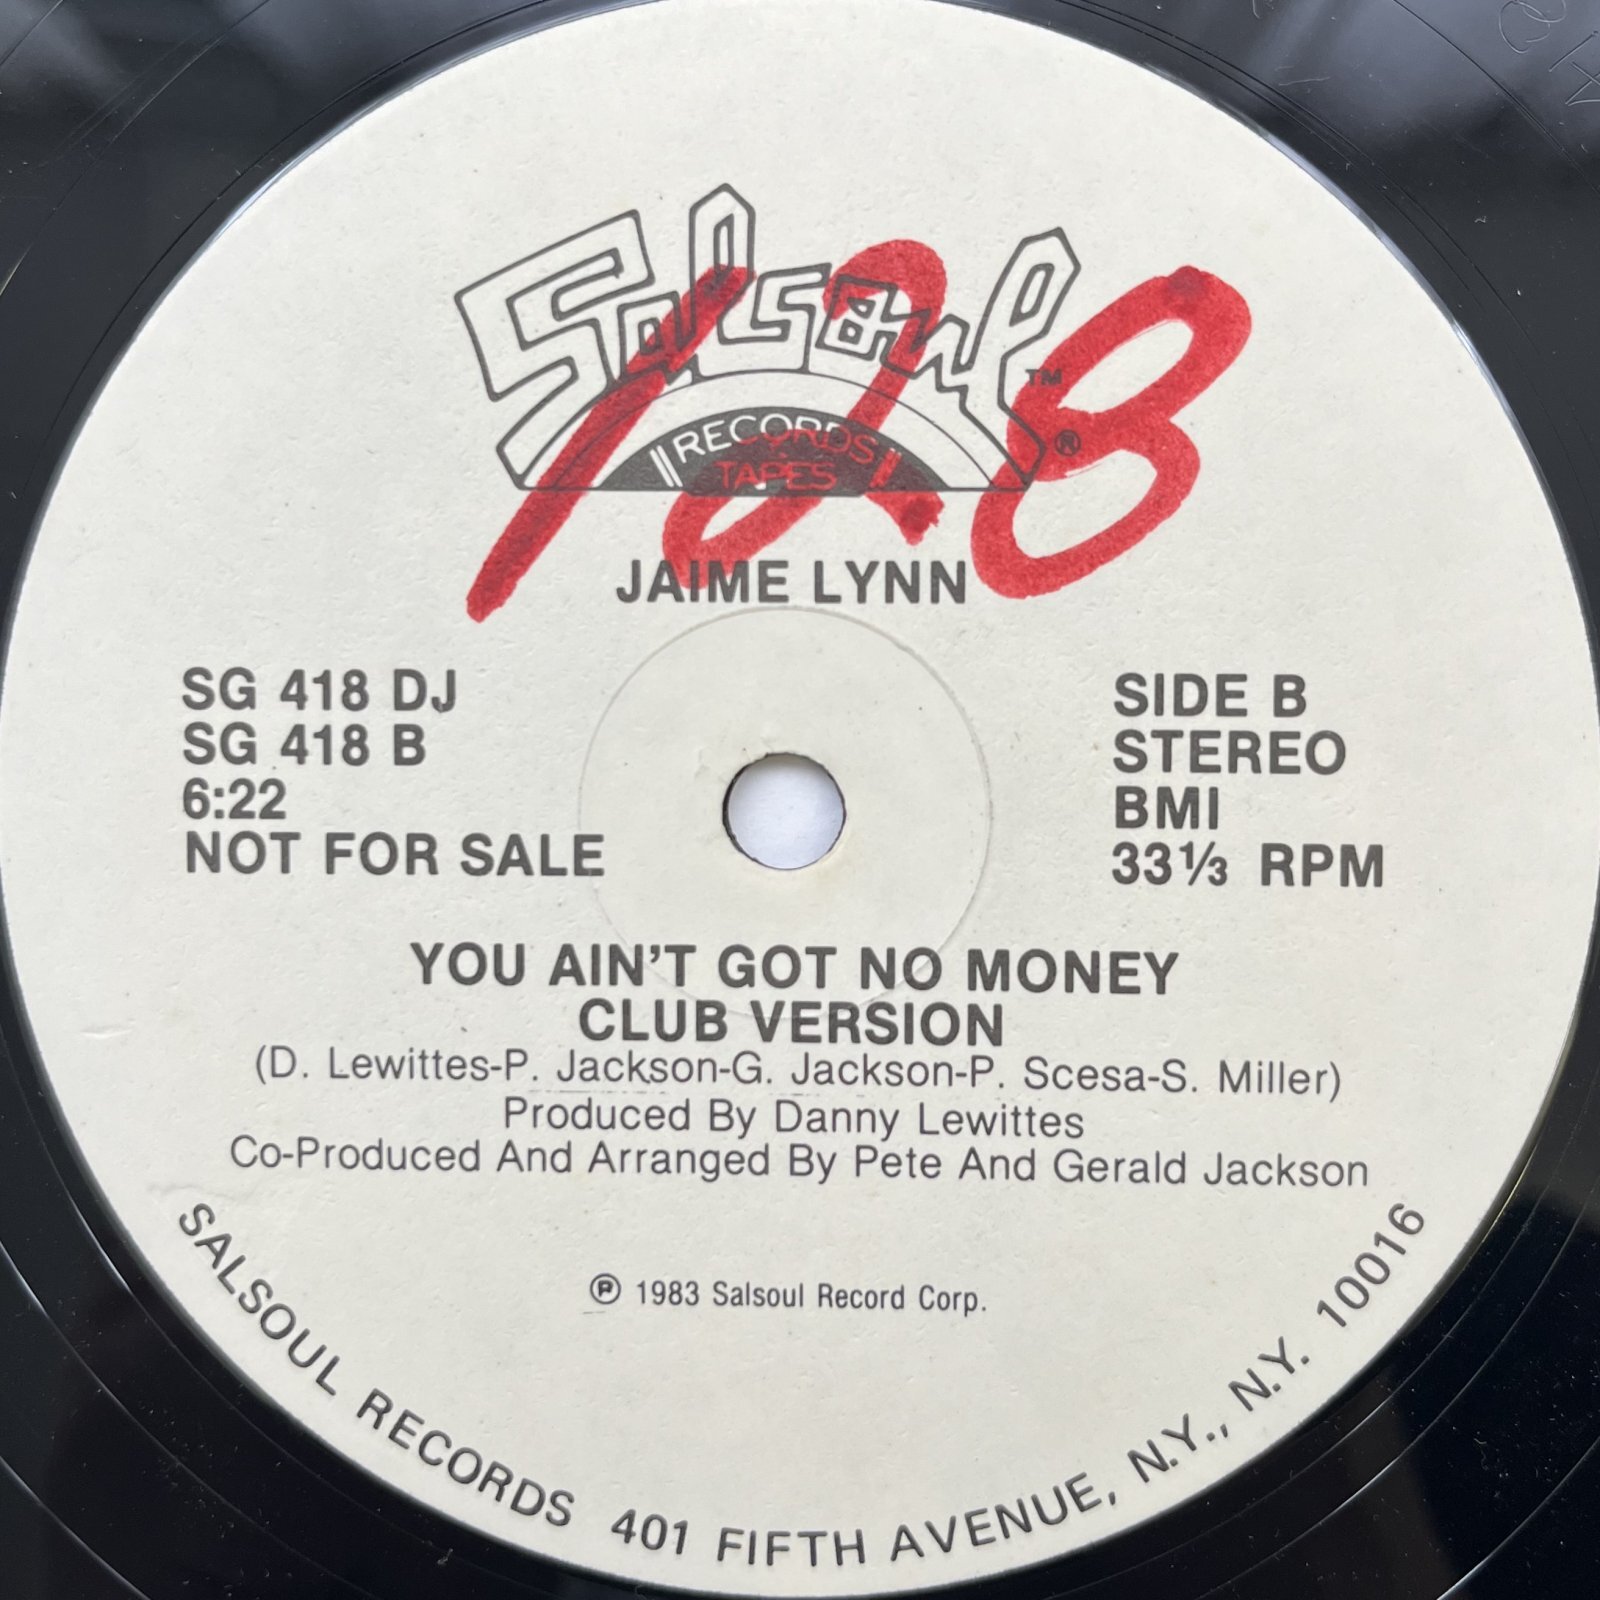 Salsoul
TM
RECORDS
®
TAPES
128
JAIME LYNN
SG 418 DJ
SG 418 B
6:22
NOT FOR SALE
SIDE B
STEREO
BMI
33⅓ RPM
YOU AIN'T GOT NO MONEY
CLUB VERSION
(D. Lewittes-P. Jackson-G. Jackson-P. Scesa-S. Miller)
Produced By Danny Lewittes
Co-Produced And Arranged By Pete And Gerald Jackson
℗ 1983 Salsoul Record Corp.
SALSOUL RECORDS 401 FIFTH AVENUE, N.Y., N.Y. 10016